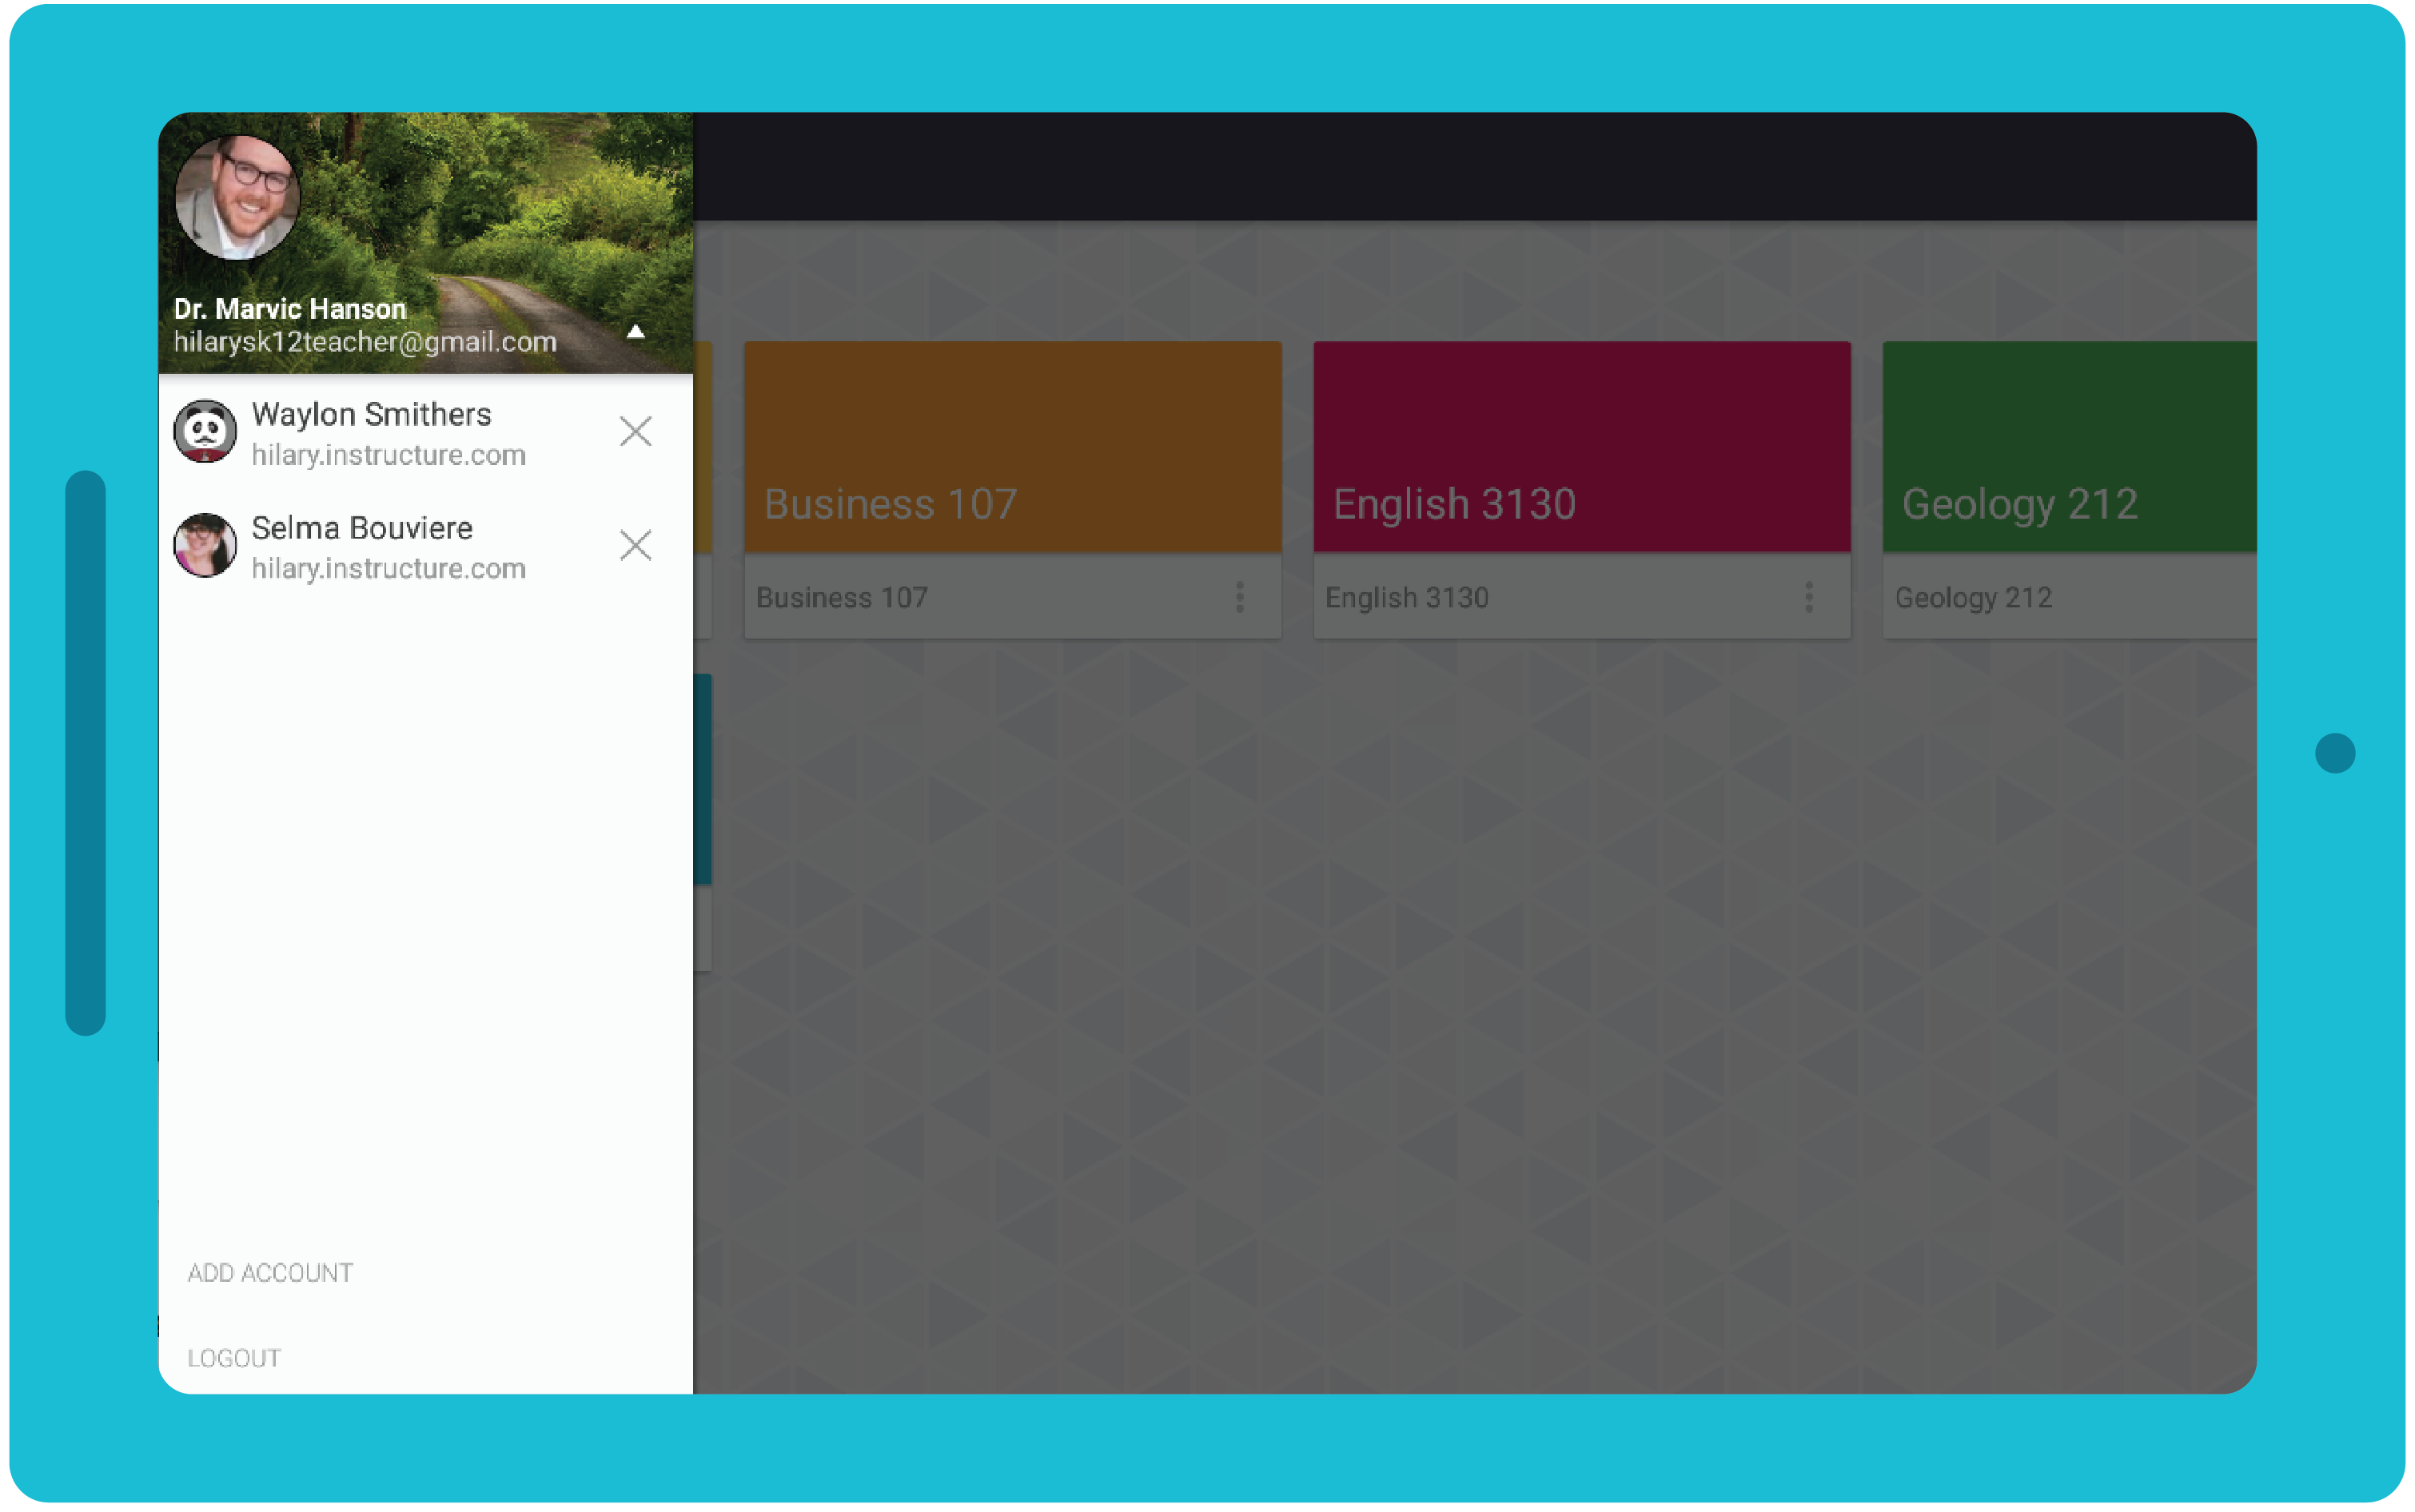 Dr. Marvic Hanson
hilarysk12teacher@gmail.com
Waylon Smithers
hilary.instructure.com
Selma Bouviere
hilary.instructure.com
ADD ACCOUNT
LOGOUT
Business 107
Business 107
English 3130
English 3130
Geology 212
Geology 212